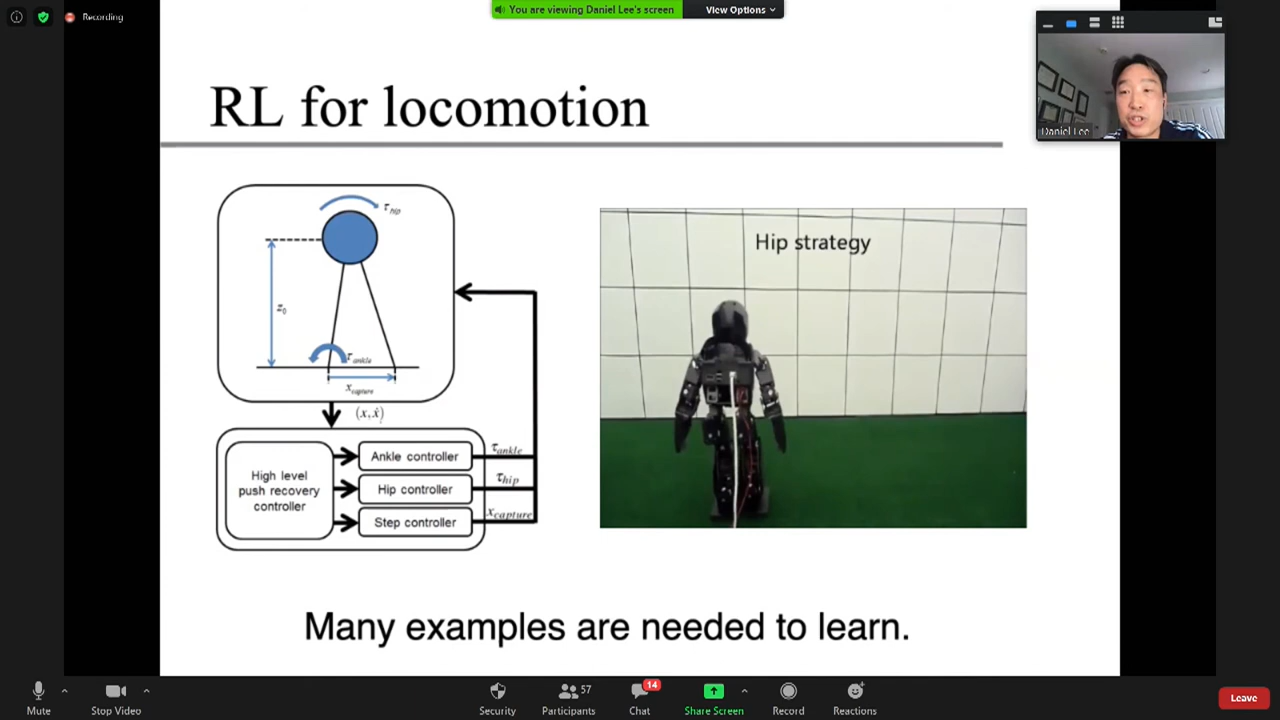 Recording
You are viewing Daniel Lee's screen
View Options
RL for locomotion
Daniel Lee
τhip
z0
τankle
xcapture
(x, ẋ)
High level
push recovery
controller
Ankle controller
Hip controller
Step controller
τankle
τhip
xcapture
Hip strategy
Many examples are needed to learn.
Mute
Stop Video
Security
57
Participants
14
Chat
Share Screen
Record
Reactions
Leave